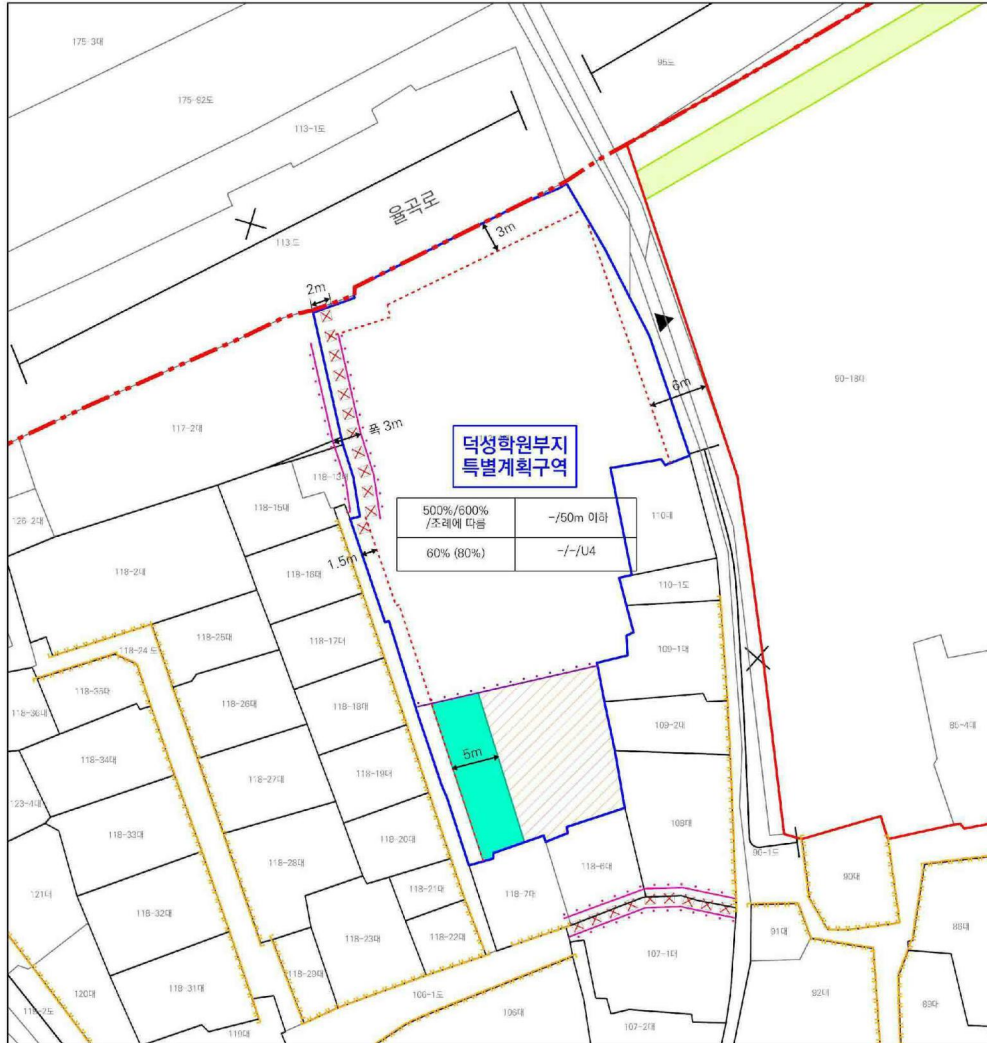 175-3대
95도
175-82도
113-1도
율곡로
113도
3m
2m
6m
90-18대
117-2대
폭 3m
덕성학원부지
특별계획구역
118-13대
118-15대
126-2대
500%/600%
/조례에 따름
-/50m 이하
60% (80%)
-/-/U4
110대
1.5m
118-2대
118-16대
110-1도
118-17대
118-25대
118-24 도
109-1대
118-35대
118-36대
118-26대
118-18대
109-2대
85-4대
118-34대
5m
118-27대
118-19대
123-4대
118-33대
118-20대
108대
118-28대
118-6대
90-1도
90대
121대
118-21대
118-7대
118-32대
118-22대
118-23대
91대
88대
107-1대
118-29대
120대
118-31대
106-1도
92대
89대
106대
107-2대
119대